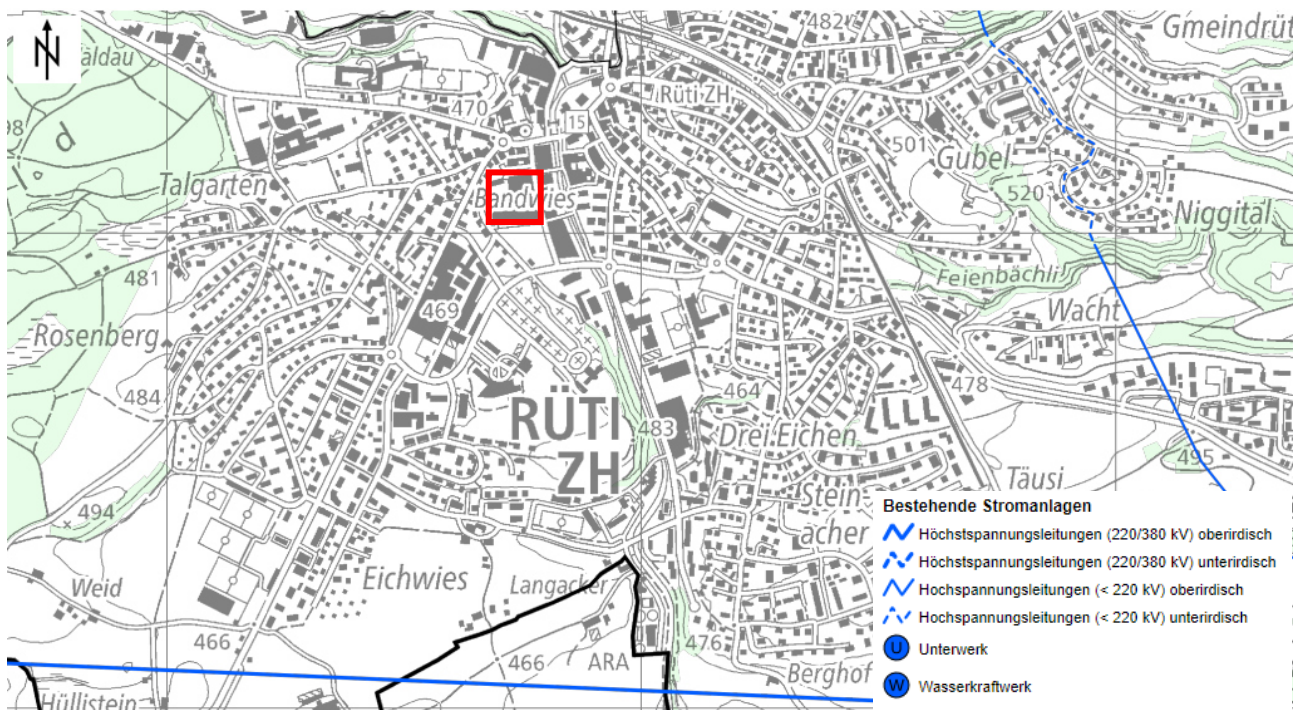 N
äldau
482
Gmeindrüt
470
Rüti ZH
15
98
d
501
Gubel
Talgarten
Bandwies
520
Niggital
481
Feienbächli
469
Wacht
Rosenberg
484
478
464
RÜTI
ZH
483
Drei Eichen
495
Täusi
494
Stein-
acher
Bestehende Stromanlagen
Höchstspannungsleitungen (220/380 kV) oberirdisch
Höchstspannungsleitungen (220/380 kV) unterirdisch
Hochspannungsleitungen (< 220 kV) oberirdisch
Hochspannungsleitungen (< 220 kV) unterirdisch
U Unterwerk
W Wasserkraftwerk
Weid
Eichwies
Langacker
466
476
466
ARA
Berghof
Hüllistein